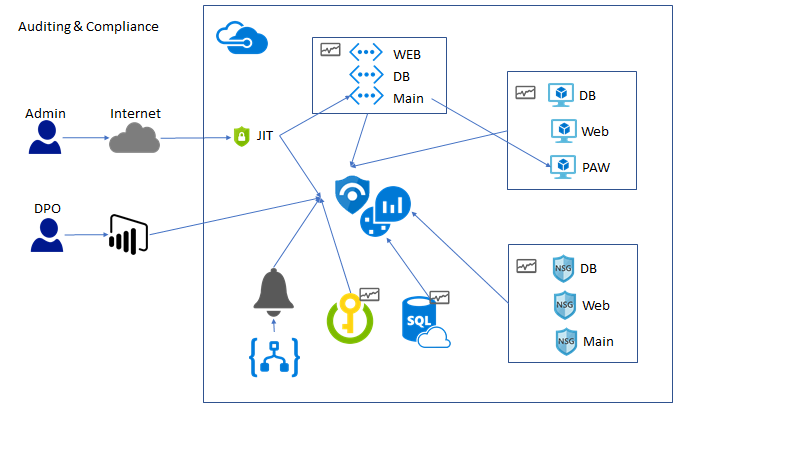 Auditing & Compliance
WEB
DB
Main
DB
Web
PAW
Admin
Internet
JIT
DPO
DB
Web
Main
NSG
NSG
NSG
SQL